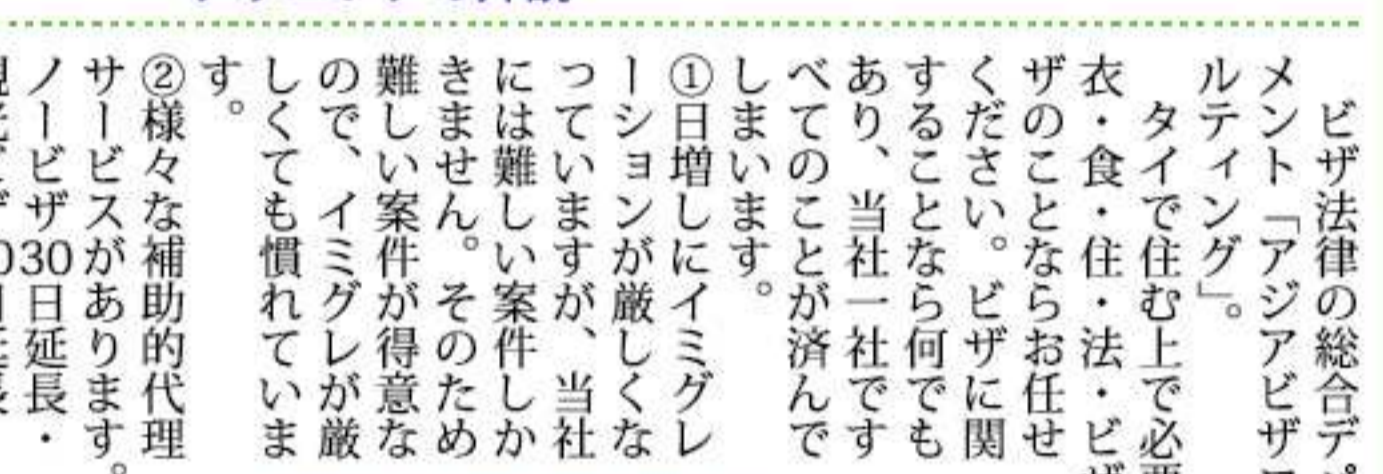 ビザ法律の総合デ
メント「アジアビザ
ルティング」。
タイで住む上で必要
衣・食・住・法・ビザ
ザのことならお任せ
ください。ビザに関
することなら何でも
あり、当社一社です
べてのことが済んで
しまいます。
①日増しにイミグレ
ーションが厳しくな
っていますが、当社
には難しい案件しか
きません。そのため
難しい案件が得意な
ので、イミグレが厳
しくても慣れていま
す。
②様々な補助的代理
サービスがあります。
ノービザ30日延長・